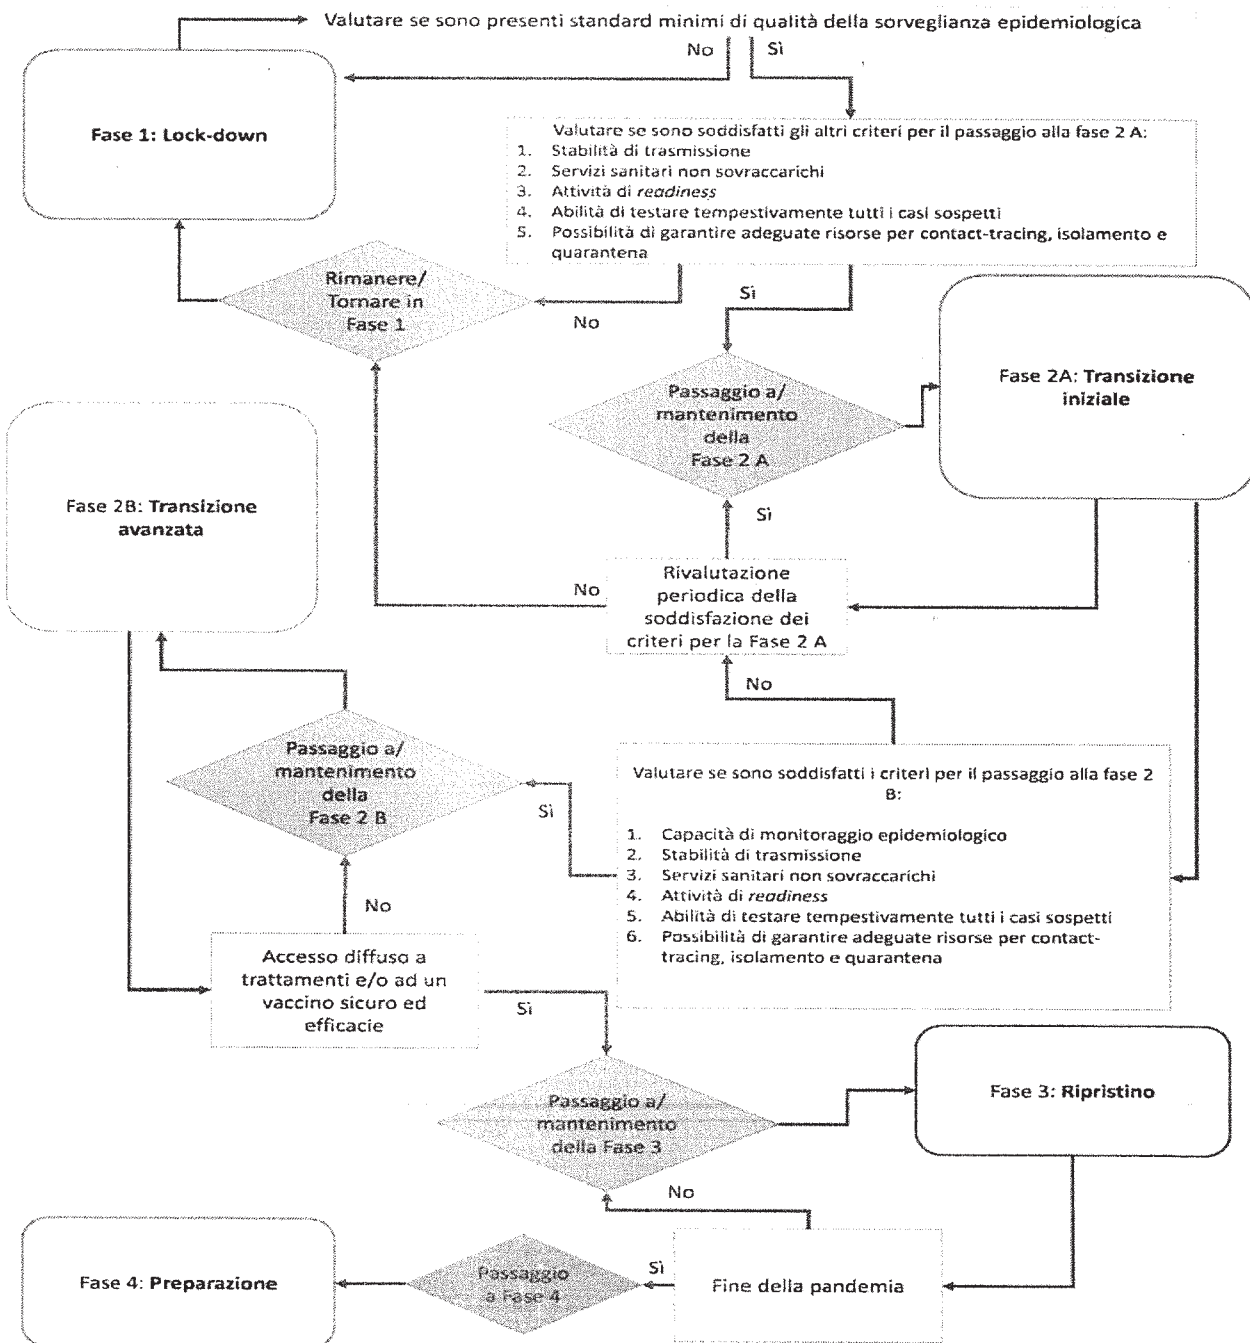 Valutare se sono presenti standard minimi di qualità della sorveglianza epidemiologica
No
Sì
Fase 1: Lock-down
Valutare se sono soddisfatti gli altri criteri per il passaggio alla fase 2 A:
1. Stabilità di trasmissione
2. Servizi sanitari non sovraccarichi
3. Attività di readiness
4. Abilità di testare tempestivamente tutti i casi sospetti
5. Possibilità di garantire adeguate risorse per contact-tracing, isolamento e
quarantena
Rimanere/
Tornare in
Fase 1
No
Sì
Passaggio a/
mantenimento
della
Fase 2 A
Fase 2A: Transizione
iniziale
Fase 2B: Transizione
avanzata
Sì
Rivalutazione
periodica della
soddisfazione dei
criteri per la Fase 2 A
No
No
Passaggio a/
mantenimento
della
Fase 2 B
Sì
Valutare se sono soddisfatti i criteri per il passaggio alla fase 2
B:
1. Capacità di monitoraggio epidemiologico
2. Stabilità di trasmissione
3. Servizi sanitari non sovraccarichi
4. Attività di readiness
5. Abilità di testare tempestivamente tutti i casi sospetti
6. Possibilità di garantire adeguate risorse per contact-
tracing, isolamento e quarantena
No
Accesso diffuso a
trattamenti e/o ad un
vaccino sicuro ed
efficacie
Sì
Passaggio a/
mantenimento
della Fase 3
Fase 3: Ripristino
No
Fine della pandemia
Sì
Passaggio
a Fase 4
Fase 4: Preparazione